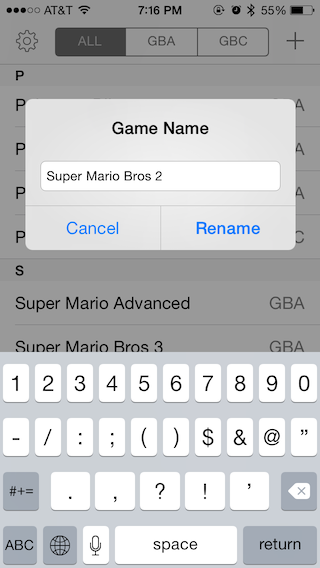 AT&T 7:16 PM 55%
ALL GBA GBC +
P
P
P
P
P
Game Name
Super Mario Bros 2
Cancel Rename
S
Super Mario Advanced GBA
Super Mario Bros 3 GBA
1 2 3 4 5 6 7 8 9 0
- / : ; ( ) $ & @ ”
#+= . , ? ! ’
ABC space return